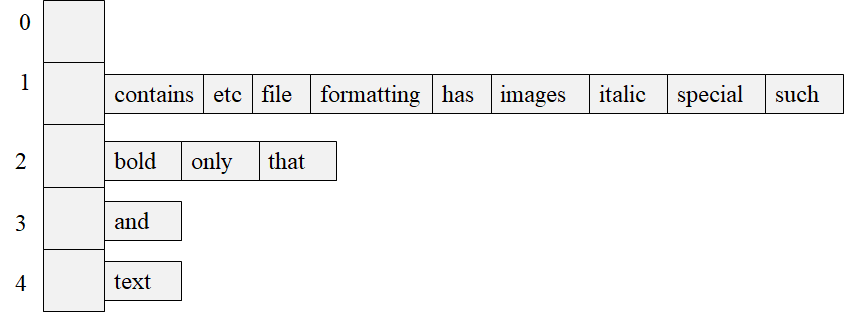 0
1 contains etc file formatting has images italic special such
2 bold only that
3 and
4 text